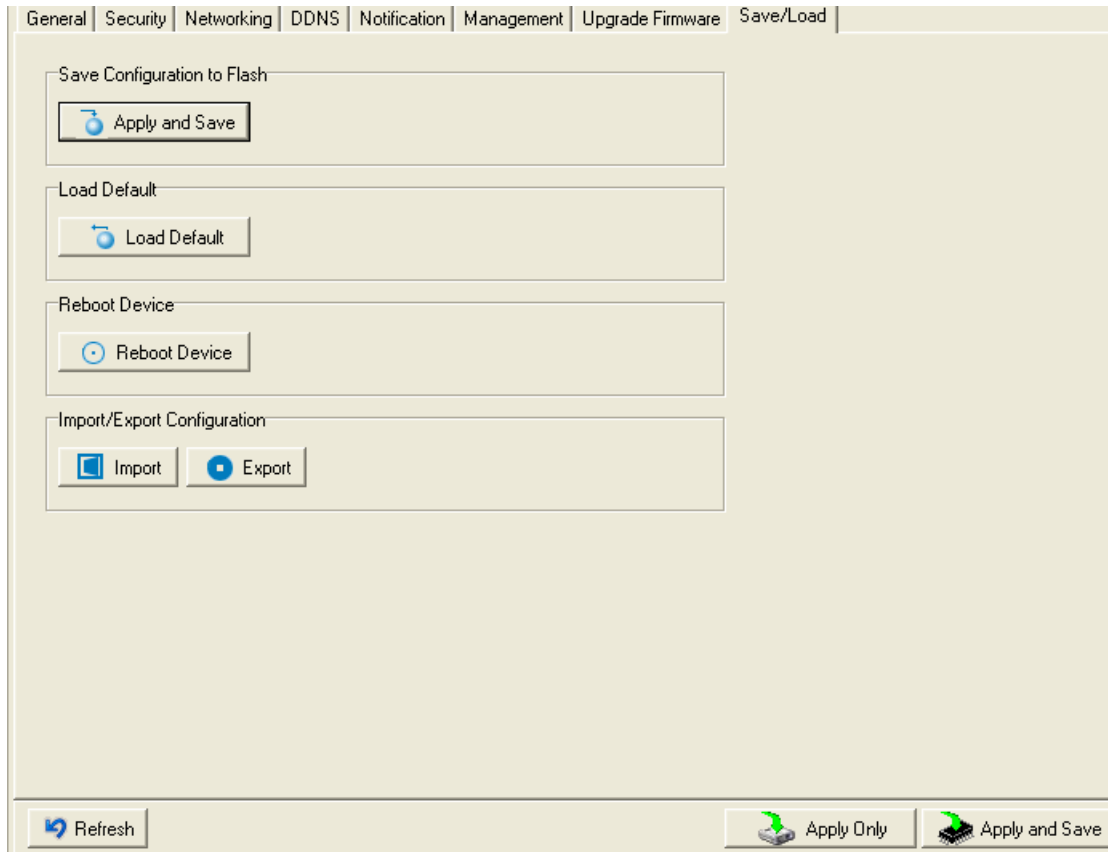 General Security Networking DDNS Notification Management Upgrade Firmware Save/Load
Save Configuration to Flash
Apply and Save
Load Default
Load Default
Reboot Device
Reboot Device
Import/Export Configuration
Import Export
Refresh Apply Only Apply and Save